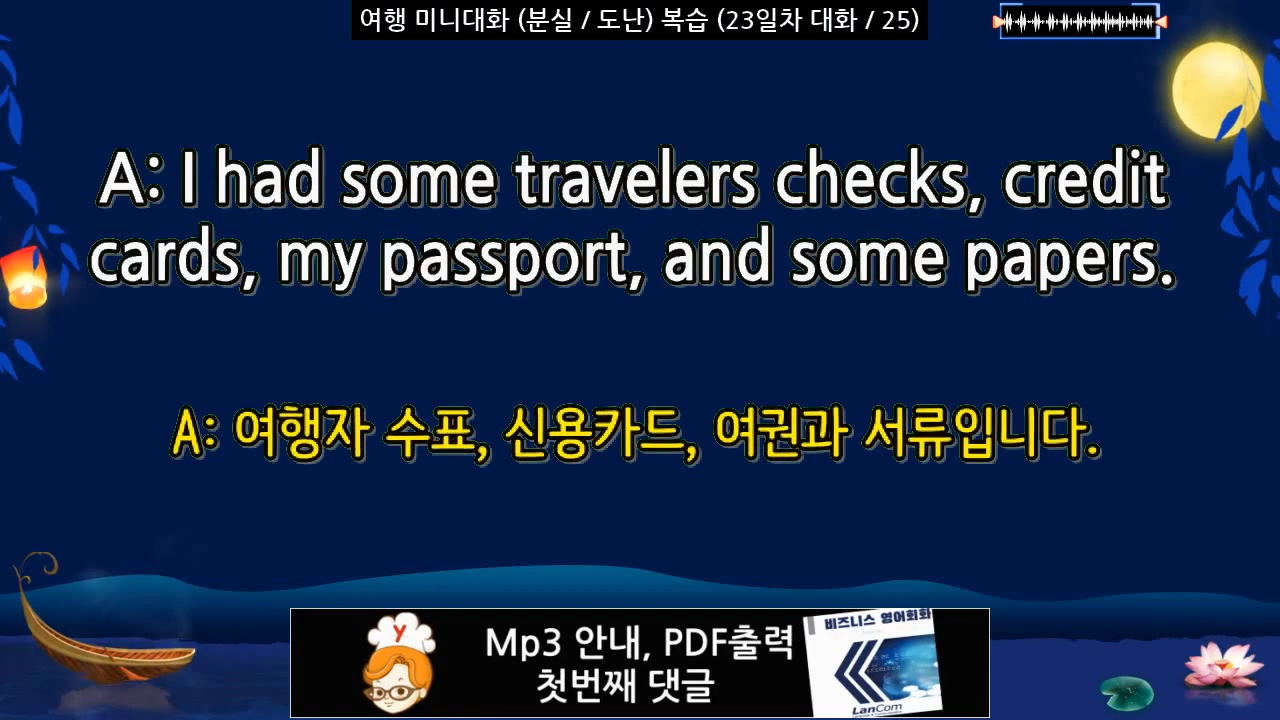 여행 미니대화 (분실 / 도난) 복습 (23일차 대화 / 25)
A: I had some travelers checks, credit
cards, my passport, and some papers.
A: 여행자 수표, 신용카드, 여권과 서류입니다.
Y
Mp3 안내, PDF출력
첫번째 댓글
비즈니스 영어회화
LanCom